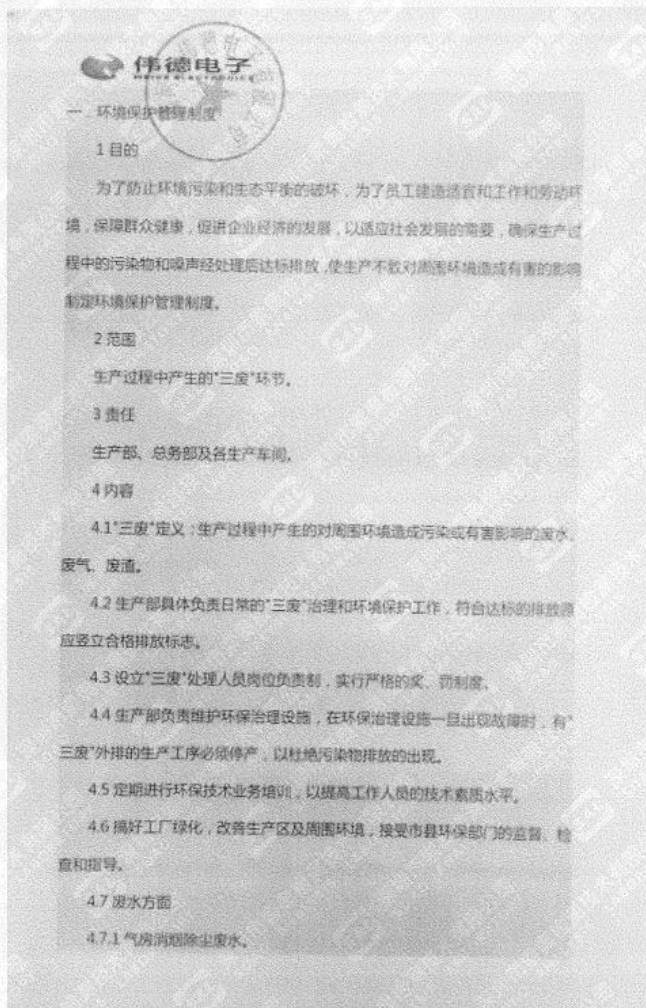 伟德电子
一、环境保护管理制度
1 目的
为了防止环境污染和生态平衡的破坏，为了员工建造适宜和工作和劳动环
境，保障群众健康，促进企业经济的发展，以适应社会发展的需要，确保生产过
程中的污染物和噪声经处理后达标排放，使生产不致对周围环境造成有害的影响
制定环境保护管理制度。
2 范围
生产过程中产生的"三废"环节。
3 责任
生产部、总务部及各生产车间。
4 内容
4.1"三废"定义：生产过程中产生的对周围环境造成污染或有害影响的废水、
废气、废渣。
4.2 生产部具体负责日常的"三废"治理和环境保护工作，符合达标的排放源
应竖立合格排放标志。
4.3 设立"三废"处理人员岗位负责制，实行严格的奖、罚制度。
4.4 生产部负责维护环保治理设施，在环保治理设施一旦出现故障时，有"
三废"外排的生产工序必须停产，以杜绝污染物排放的出现。
4.5 定期进行环保技术业务培训，以提高工作人员的技术素质水平。
4.6 搞好工厂绿化，改善生产区及周围环境，接受市县环保部门的监督、检
查和指导。
4.7 废水方面
4.7.1 气房消烟除尘废水。